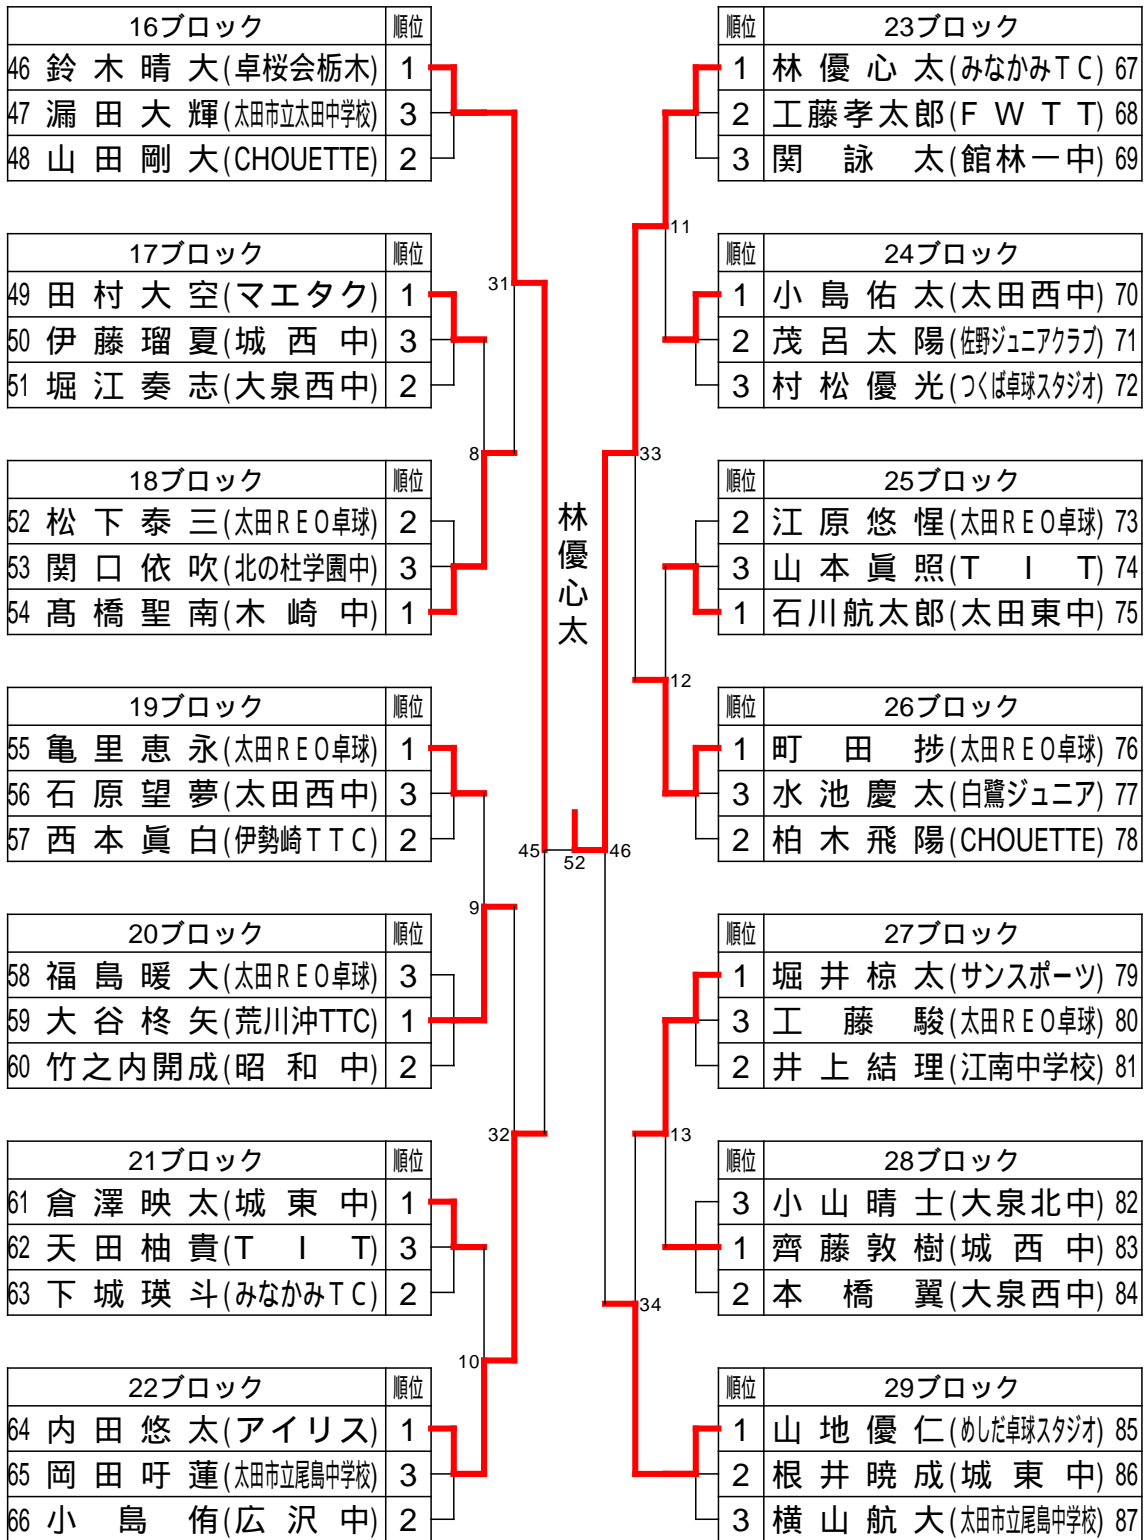 16ブロック 順位
46 鈴木晴大(卓桜会栃木) 1
47 漏田大輝(太田市立太田中学校) 3
48 山田剛大(CHOUETTE) 2
17ブロック 順位
49 田村大空(マエタク) 1
50 伊藤瑠夏(城西中) 3
51 堀江奏志(大泉西中) 2
18ブロック 順位
52 松下泰三(太田REO卓球) 2
53 関口依吹(北の杜学園中) 3
54 髙橋聖南(木崎中) 1
19ブロック 順位
55 亀里恵永(太田REO卓球) 1
56 石原望夢(太田西中) 3
57 西本眞白(伊勢崎TTC) 2
20ブロック 順位
58 福島暖大(太田REO卓球) 3
59 大谷柊矢(荒川沖TTC) 1
60 竹之内開成(昭和中) 2
21ブロック 順位
61 倉澤映太(城東中) 1
62 天田柚貴(TIT) 3
63 下城瑛斗(みなかみTC) 2
22ブロック 順位
64 内田悠太(アイリス) 1
65 岡田吁蓮(太田市立尾島中学校) 3
66 小島侑(広沢中) 2
31
8
45
9
32
10
林優心太
52
46
11
33
12
13
34
順位 23ブロック
1 林優心太(みなかみTC) 67
2 工藤孝太郎(FWTT) 68
3 関詠太(館林一中) 69
順位 24ブロック
1 小島佑太(太田西中) 70
2 茂呂太陽(佐野ジュニアクラブ) 71
3 村松優光(つくば卓球スタジオ) 72
順位 25ブロック
2 江原悠惺(太田REO卓球) 73
3 山本眞照(TIT) 74
1 石川航太郎(太田東中) 75
順位 26ブロック
1 町田捗(太田REO卓球) 76
3 水池慶太(白鷺ジュニア) 77
2 柏木飛陽(CHOUETTE) 78
順位 27ブロック
1 堀井椋太(サンスポーツ) 79
3 工藤駿(太田REO卓球) 80
2 井上結理(江南中学校) 81
順位 28ブロック
3 小山晴士(大泉北中) 82
1 齊藤敦樹(城西中) 83
2 本橋翼(大泉西中) 84
順位 29ブロック
1 山地優仁(めしだ卓球スタジオ) 85
2 根井暁成(城東中) 86
3 横山航大(太田市立尾島中学校) 87